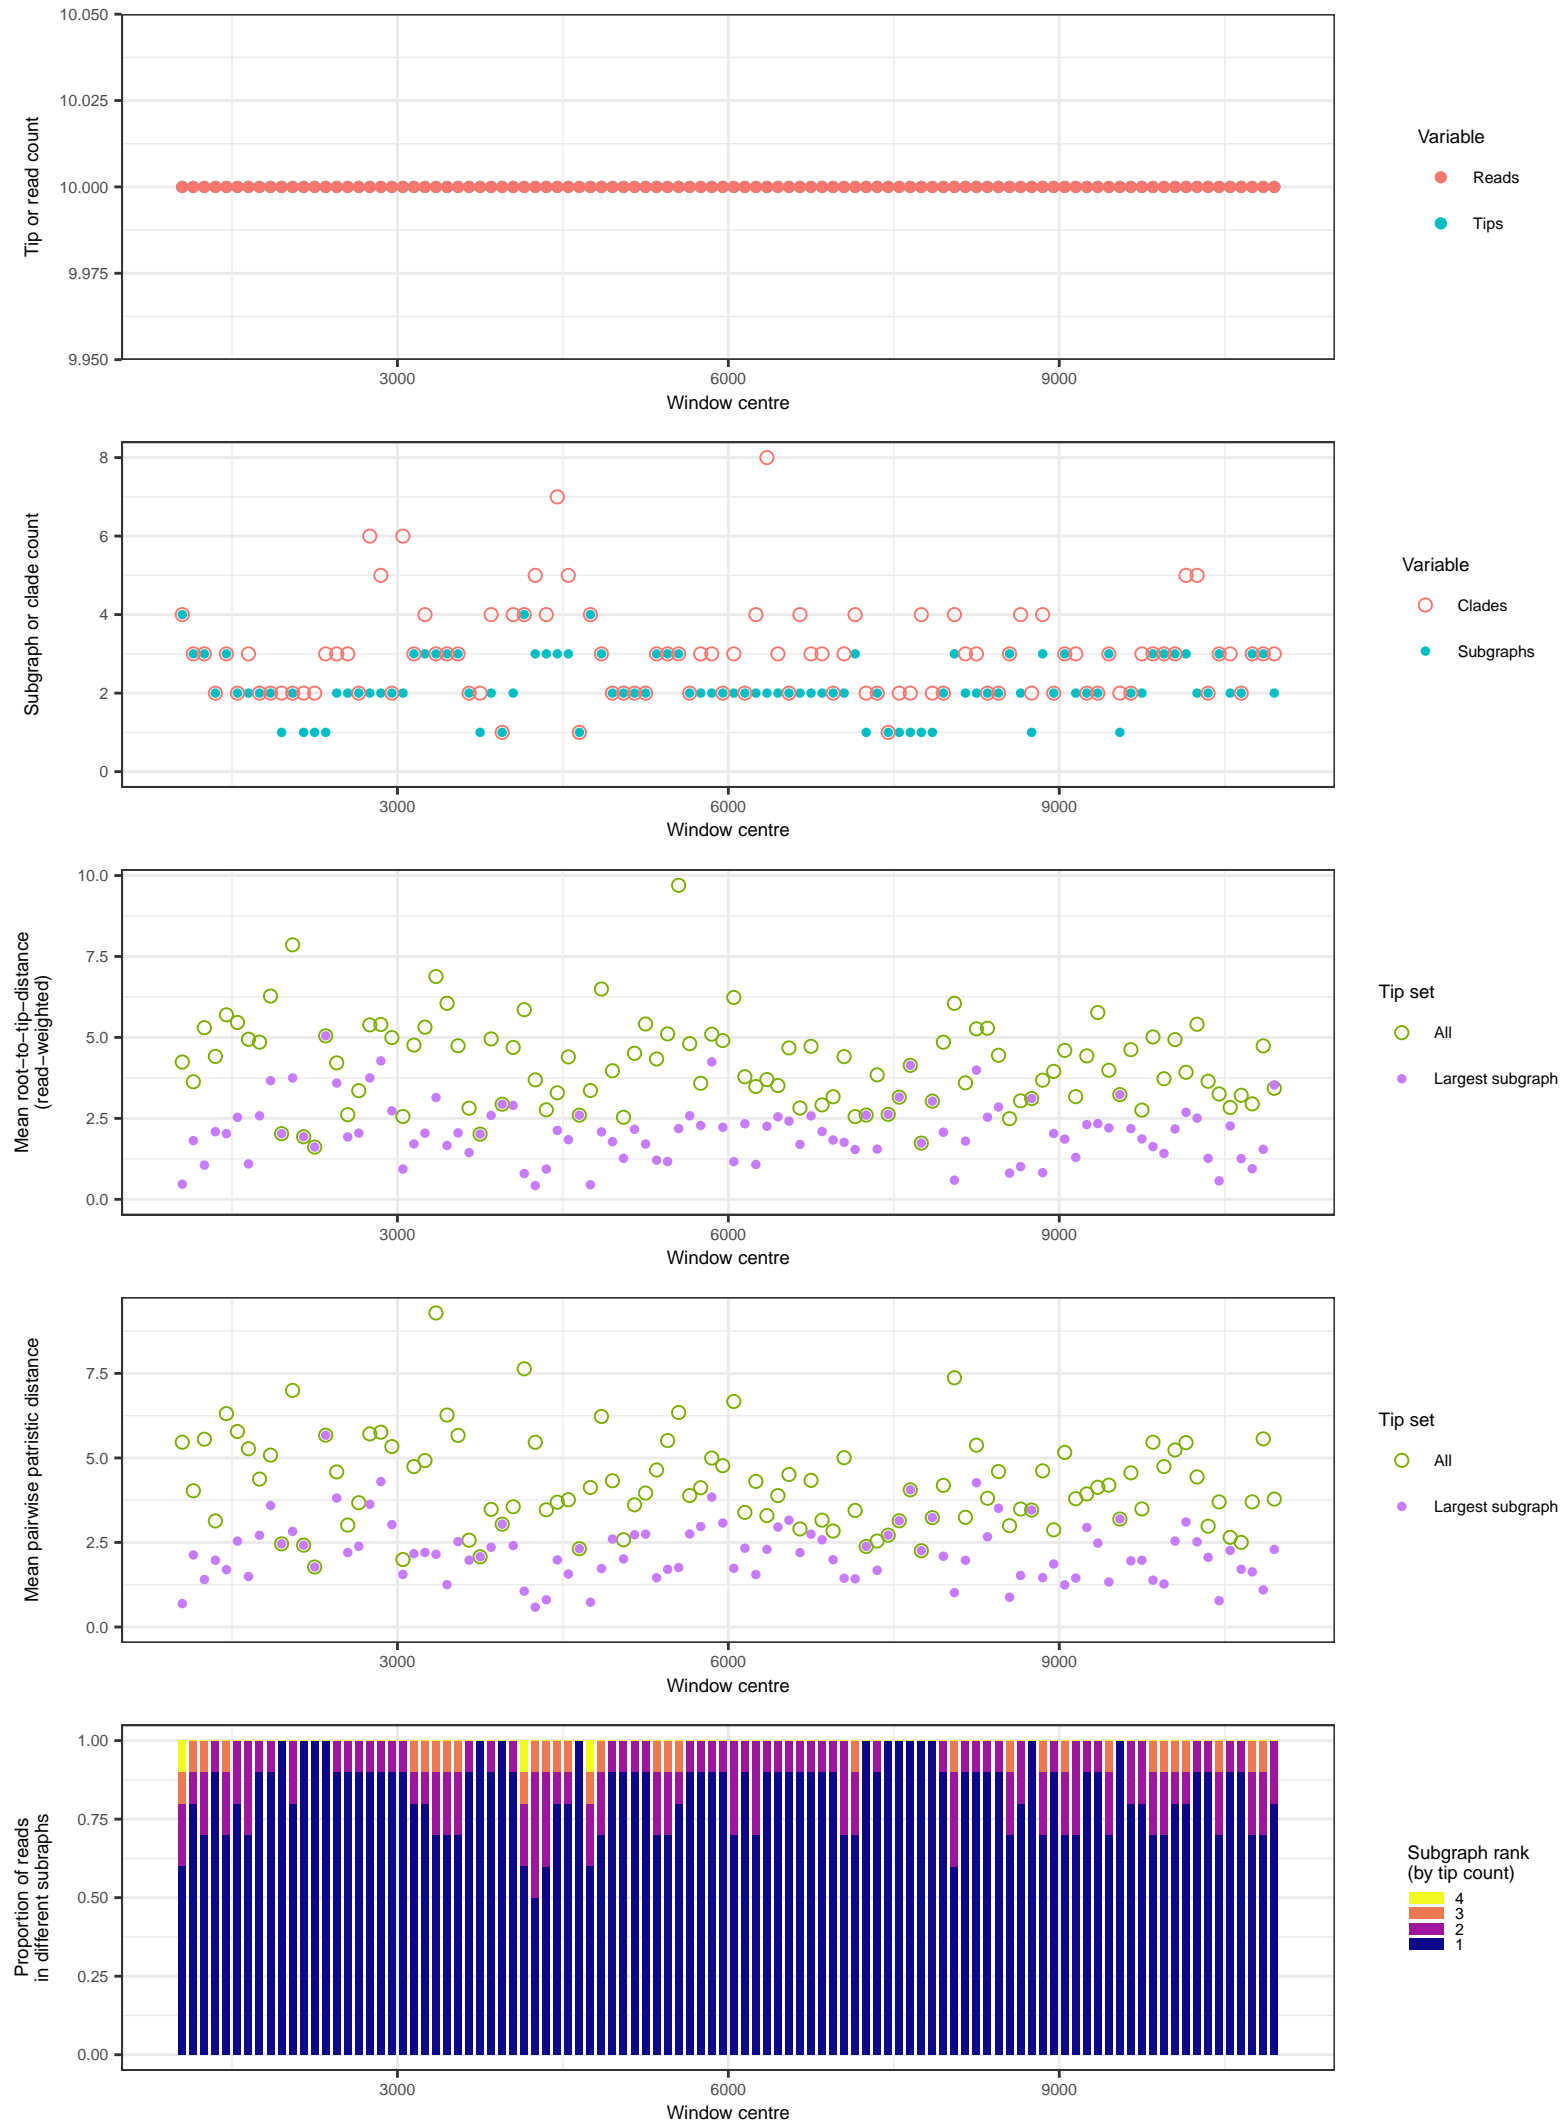 10.050
10.025
10.000
9.975
9.950
Tip or read count
3000 6000 9000
Window centre
Variable
Reads
Tips
8
6
4
2
0
Subgraph or clade count
3000 6000 9000
Window centre
Variable
Clades
Subgraphs
10.0
7.5
5.0
2.5
0.0
Mean root−to−tip−distance
(read−weighted)
3000 6000 9000
Window centre
Tip set
All
Largest subgraph
7.5
5.0
2.5
0.0
Mean pairwise patristic distance
3000 6000 9000
Window centre
Tip set
All
Largest subgraph
1.00
0.75
0.50
0.25
0.00
Proportion of reads
in different subraphs
3000 6000 9000
Window centre
Subgraph rank
(by tip count)
4
3
2
1